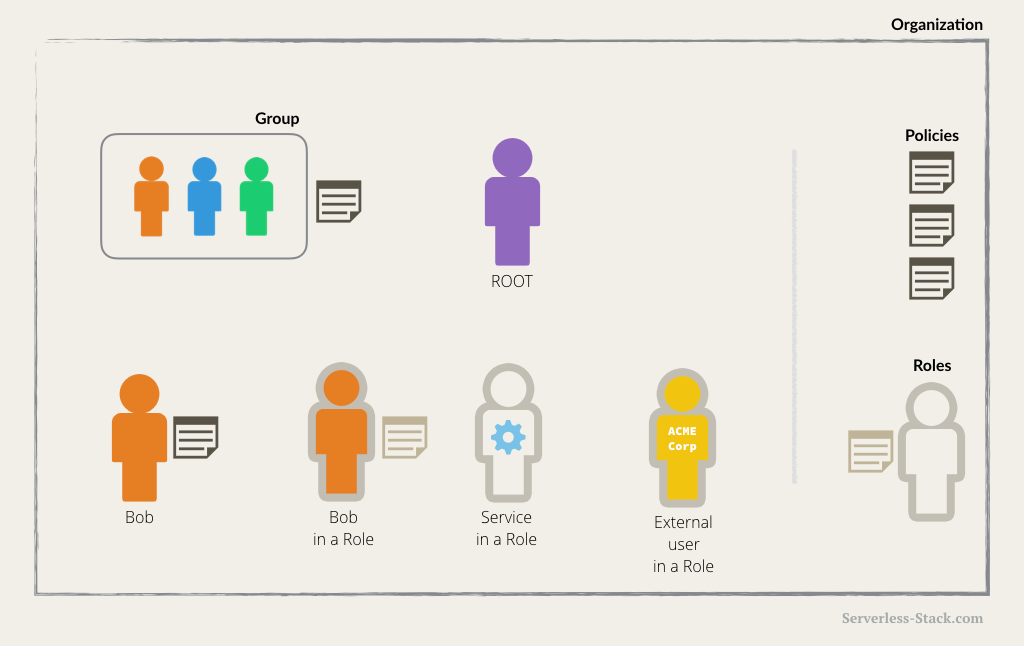 Organization
Group
Policies
ROOT
Roles
ACME
Corp
Bob
Bob
in a Role
Service
in a Role
External
user
in a Role
Serverless-Stack.com